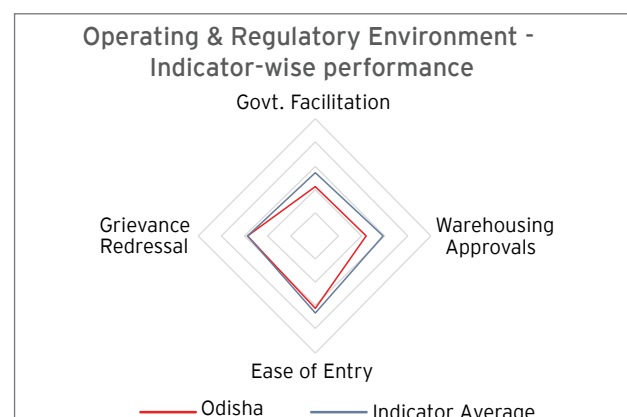 Operating & Regulatory Environment -
Indicator-wise performance
Govt. Facilitation
Grievance
Redressal
Warehousing
Approvals
Ease of Entry
Odisha
Indicator Average